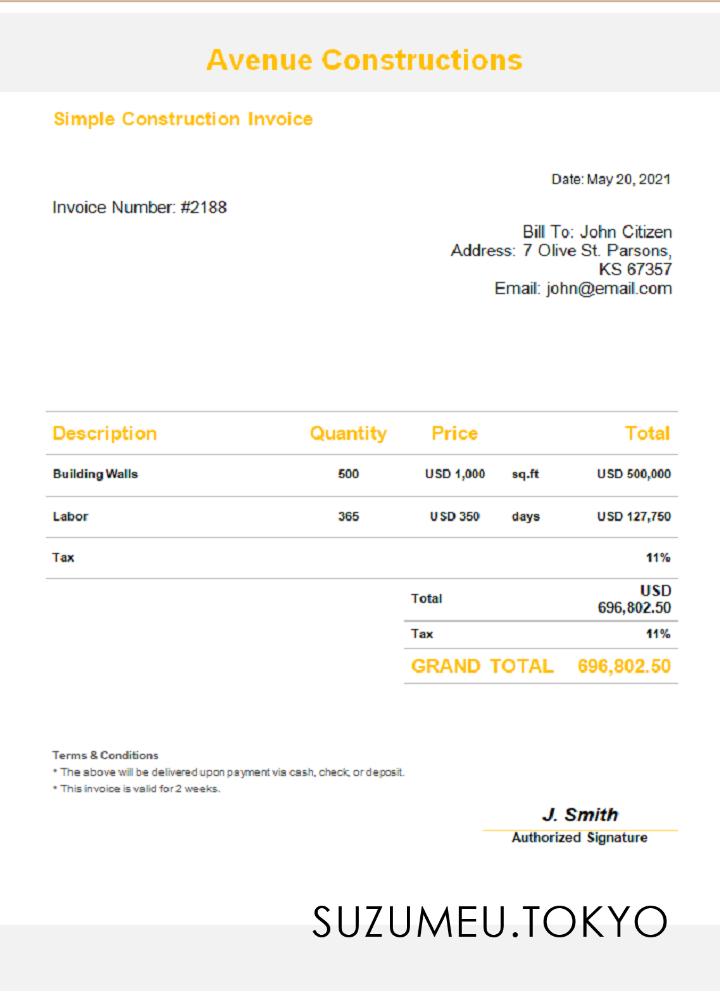 Avenue Constructions
Simple Construction Invoice
Date: May 20, 2021
Invoice Number: #2188
Bill To: John Citizen
Address: 7 Olive St. Parsons,
KS 67357
Email: john@email.com
Description Quantity Price Total
Building Walls 500 USD 1,000 sq.ft USD 500,000
Labor 365 USD 350 days USD 127,750
Tax 11%
Total USD
696,802.50
Tax 11%
GRAND TOTAL 696,802.50
Terms & Conditions
* The above will be delivered upon payment via cash, check, or deposit.
* This invoice is valid for 2 weeks.
J. Smith
Authorized Signature
SUZUMEU.TOKYO